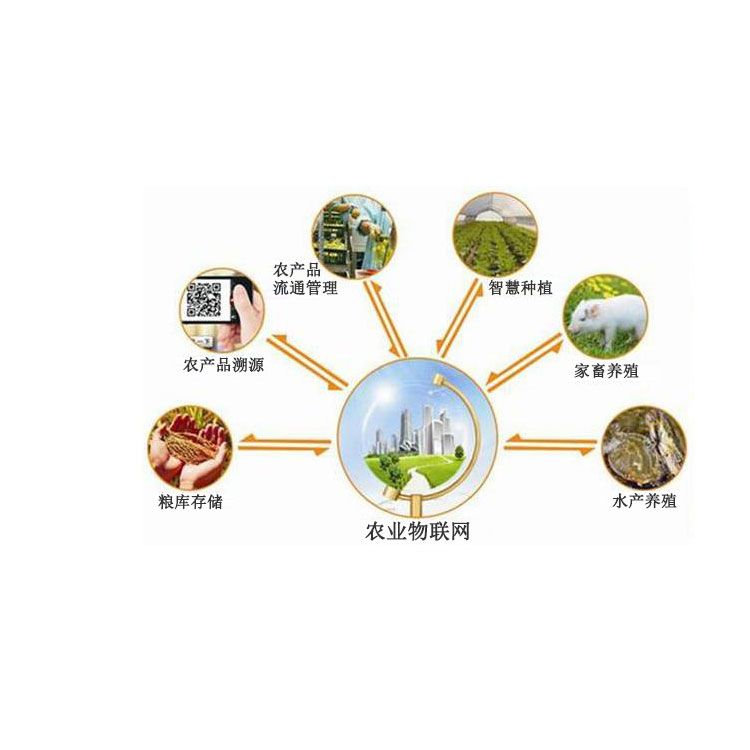 农产品
流通管理
智慧种植
农产品溯源
家畜养殖
粮库存储
水产养殖
农业物联网